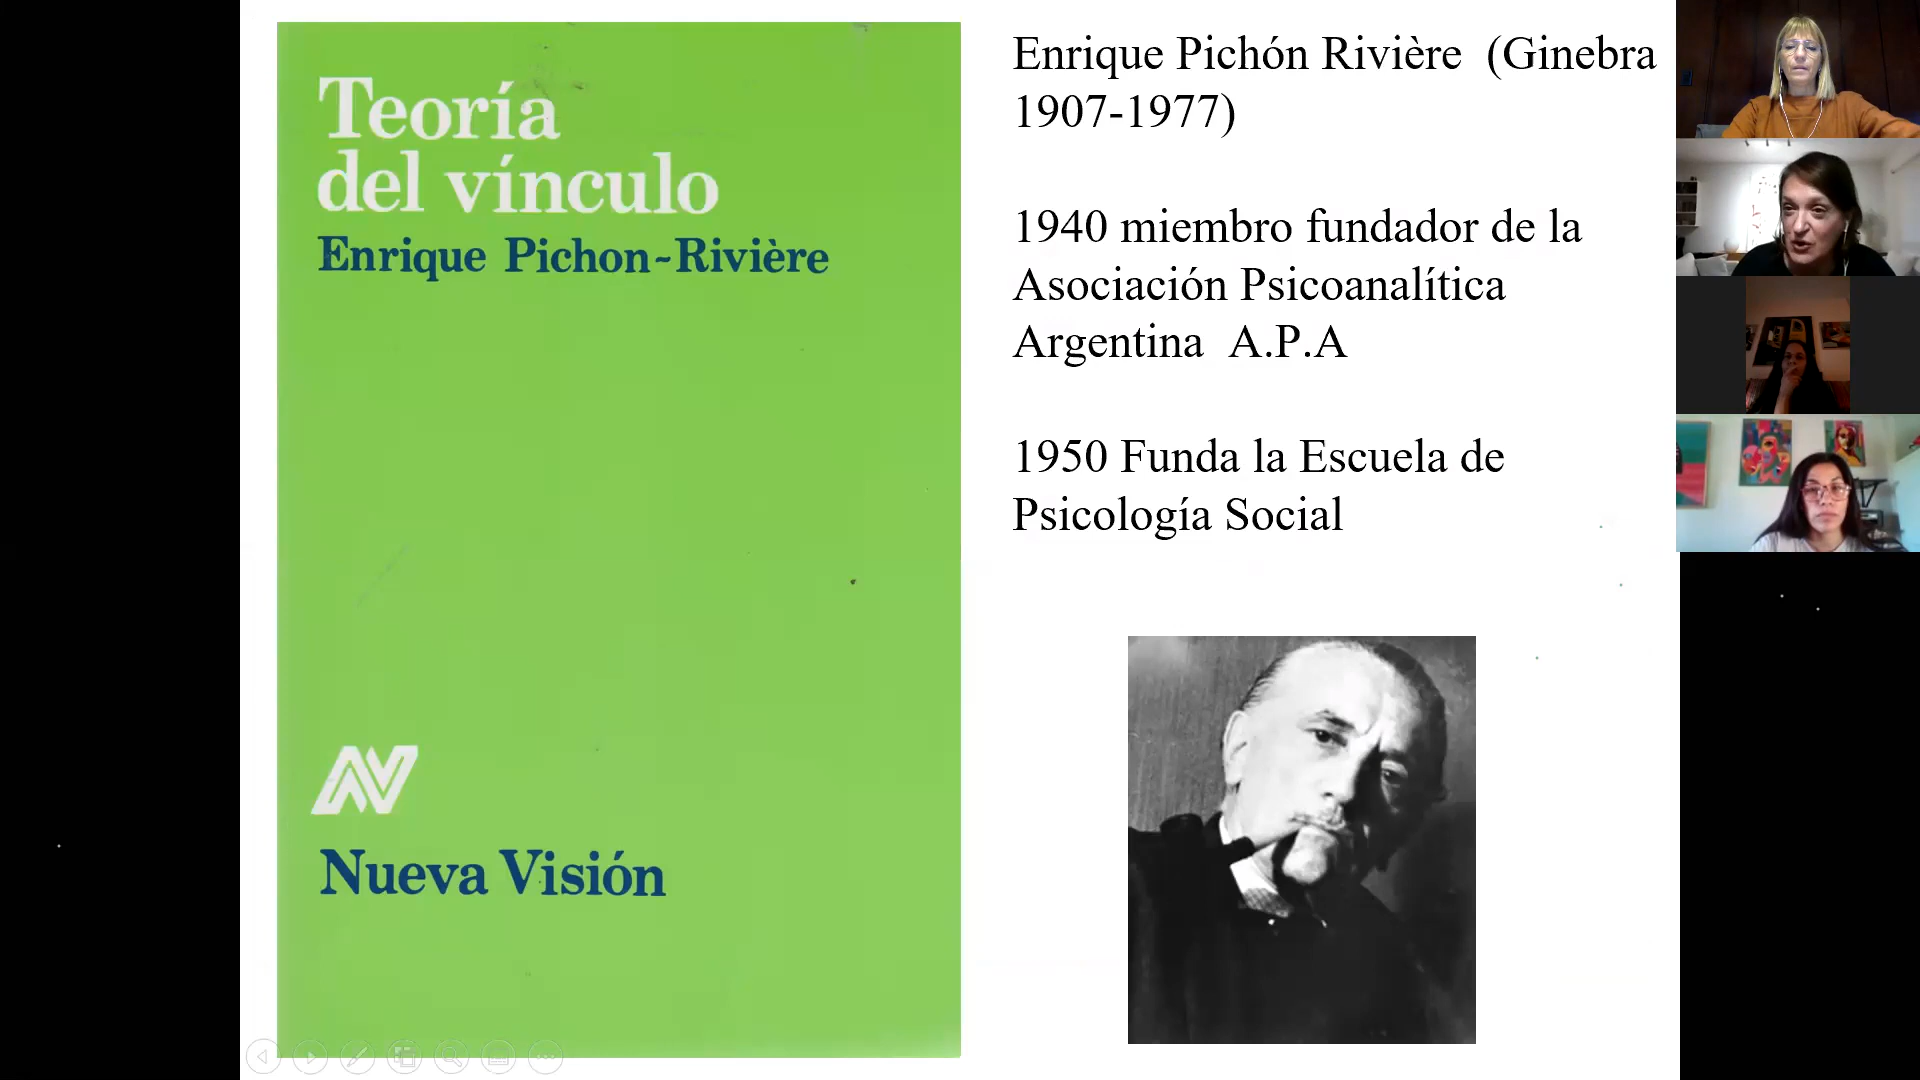 Teoría
del vínculo
Enrique Pichon-Rivière
Nueva Visión
Enrique Pichón Rivière  (Ginebra
1907-1977)
1940 miembro fundador de la
Asociación Psicoanalítica
Argentina  A.P.A
1950 Funda la Escuela de
Psicología Social